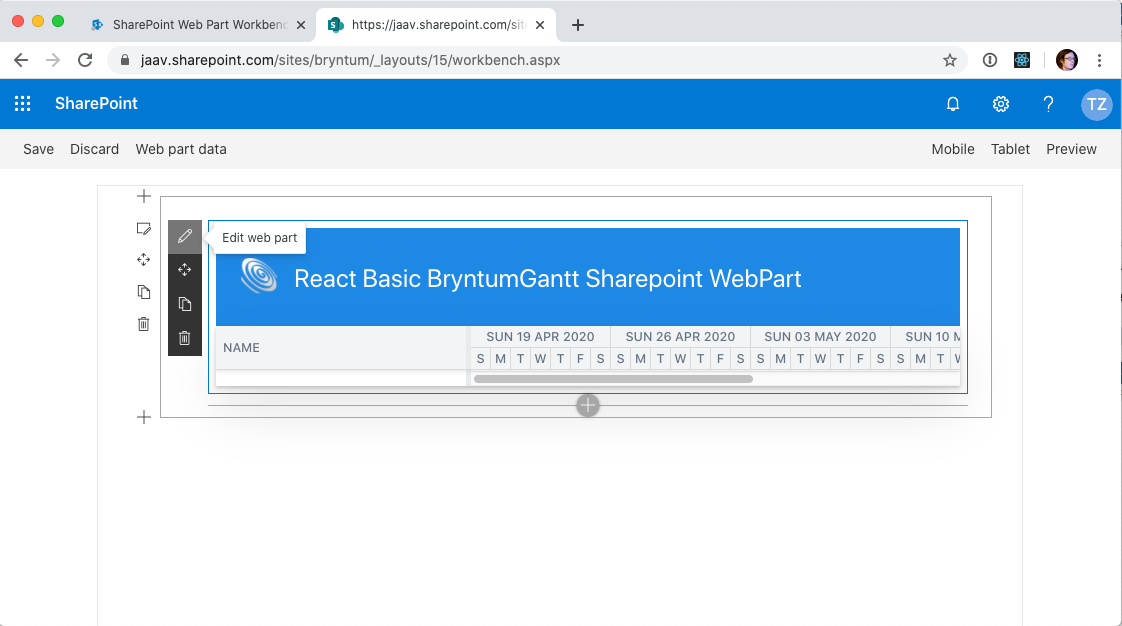 SharePoint Web Part Workbenc
https://jaav.sharepoint.com/sit
jaav.sharepoint.com/sites/bryntum/_layouts/15/workbench.aspx
SharePoint
TZ
Save Discard Web part data
Mobile Tablet Preview
Edit web part
React Basic BryntumGantt Sharepoint WebPart
NAME
SUN 19 APR 2020 SUN 26 APR 2020 SUN 03 MAY 2020 SUN 10 M
S M T W T F S S M T W T F S S M T W T F S S M T W